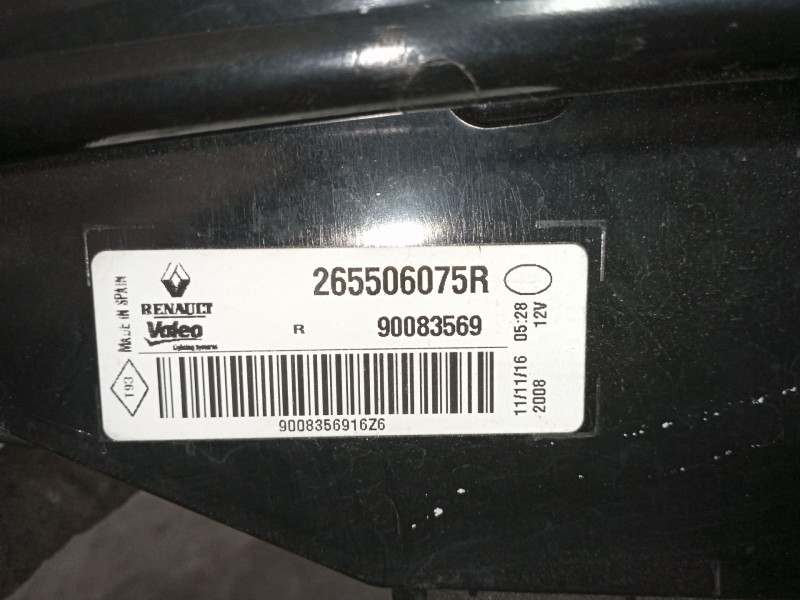 265506075R
RENAULT
Valeo
Lighting Systems
R
90083569
MADE IN SPAIN
193
9008356916Z6
11/11/16 05:28
2008 12V